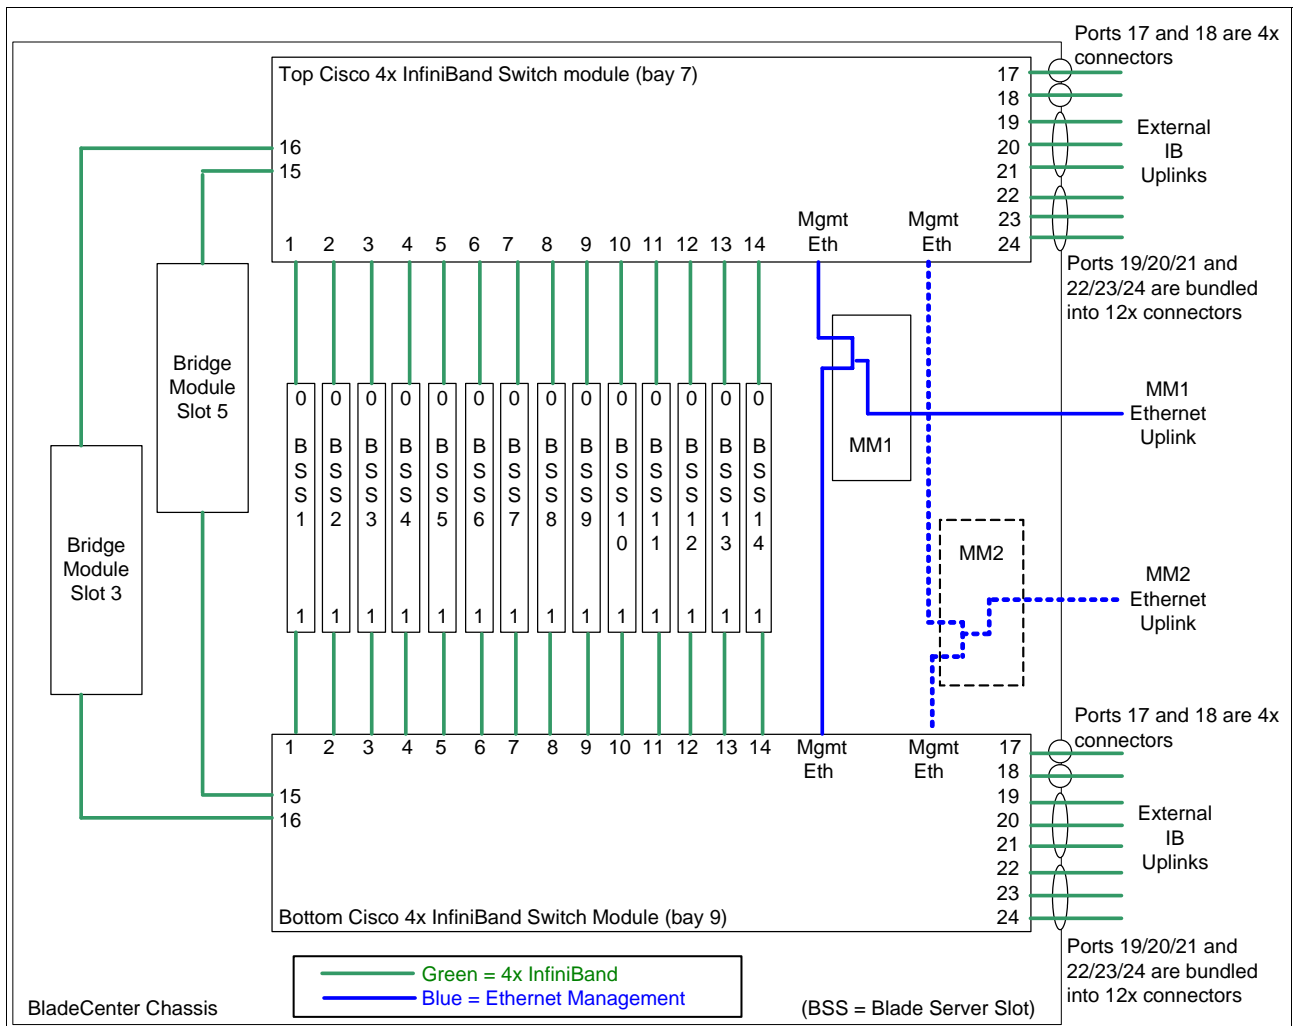 Ports 17 and 18 are 4x
connectors
Top Cisco 4x InfiniBand Switch module (bay 7)
17
18
19
20
21
22
23
24
External
IB
Uplinks
16
15
Mgmt
Eth
Mgmt
Eth
1 2 3 4 5 6 7 8 9 10 11 12 13 14
Ports 19/20/21 and
22/23/24 are bundled
into 12x connectors
Bridge
Module
Slot 5
Bridge
Module
Slot 3
0 0 0 0 0 0 0 0 0 0 0 0 0 0
BSS1
BSS2
BSS3
BSS4
BSS5
BSS6
BSS7
BSS8
BSS9
BSS10
BSS11
BSS12
BSS13
BSS14
1 1 1 1 1 1 1 1 1 1 1 1 1 1
MM1
MM1
Ethernet
Uplink
MM2
MM2
Ethernet
Uplink
Ports 17 and 18 are 4x
connectors
1 2 3 4 5 6 7 8 9 10 11 12 13 14
Mgmt
Eth
Mgmt
Eth
17
18
19
20
21
22
23
24
15
16
External
IB
Uplinks
Bottom Cisco 4x InfiniBand Switch Module (bay 9)
Ports 19/20/21 and
22/23/24 are bundled
into 12x connectors
Green = 4x InfiniBand
Blue = Ethernet Management
BladeCenter Chassis
(BSS = Blade Server Slot)